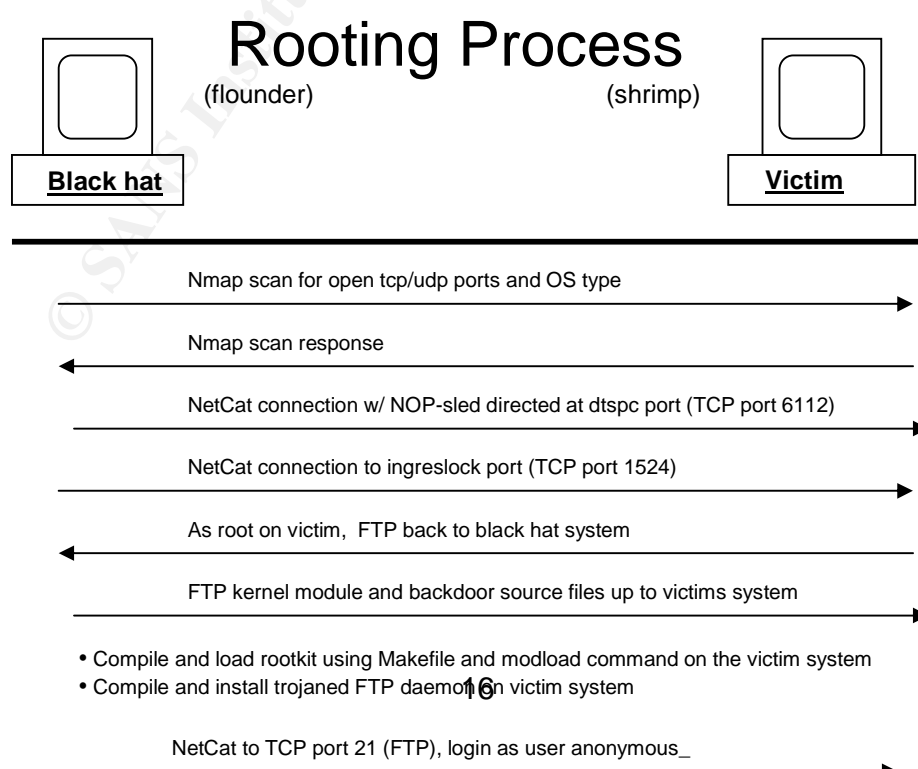 Rooting Process
(flounder) (shrimp)
Black hat Victim
© SANS Institu
Nmap scan for open tcp/udp ports and OS type
Nmap scan response
NetCat connection w/ NOP-sled directed at dtspc port (TCP port 6112)
NetCat connection to ingreslock port (TCP port 1524)
As root on victim, FTP back to black hat system
FTP kernel module and backdoor source files up to victims system
• Compile and load rootkit using Makefile and modload command on the victim system
• Compile and install trojaned FTP daemon on victim system
16
NetCat to TCP port 21 (FTP), login as user anonymous_